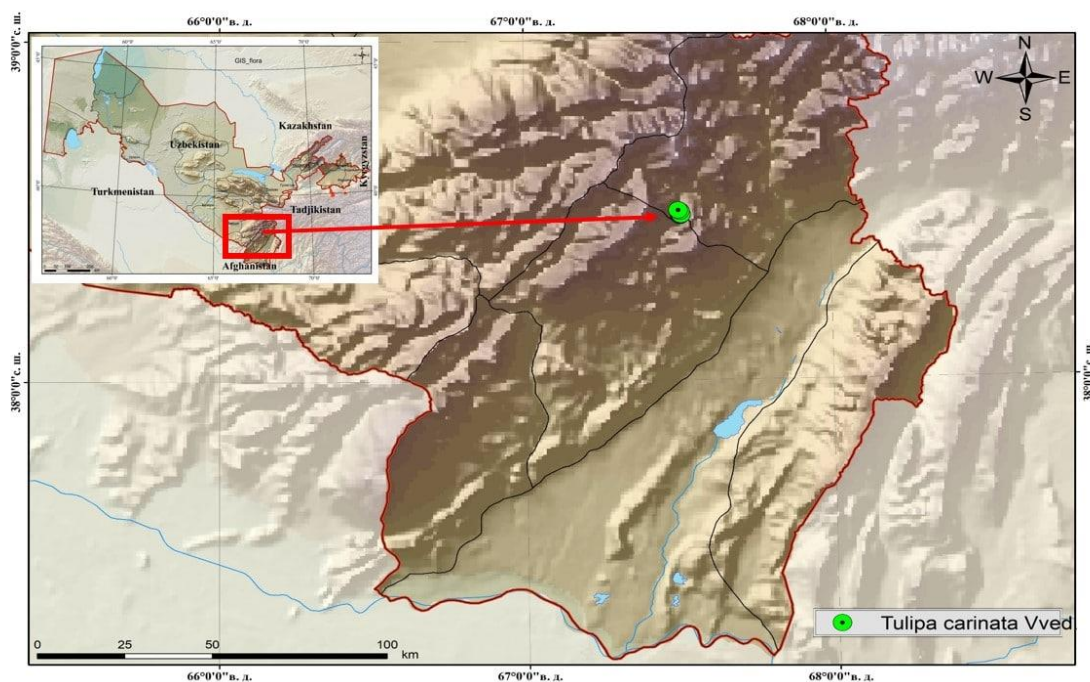 66°0'0"в. д.
67°0'0"в. д.
68°0'0"в. д.
39°0'0"с. ш.
GIS_flora
Kazakhstan
Uzbekistan
Kyrgyzstan
Turkmenistan
Tadjikistan
Afghanistan
N
W E
S
38°0'0"с. ш.
38°0'0"с. ш.
Tulipa carinata Vved.
0 25 50 100
km
66°0'0"в. д.
67°0'0"в. д.
68°0'0"в. д.